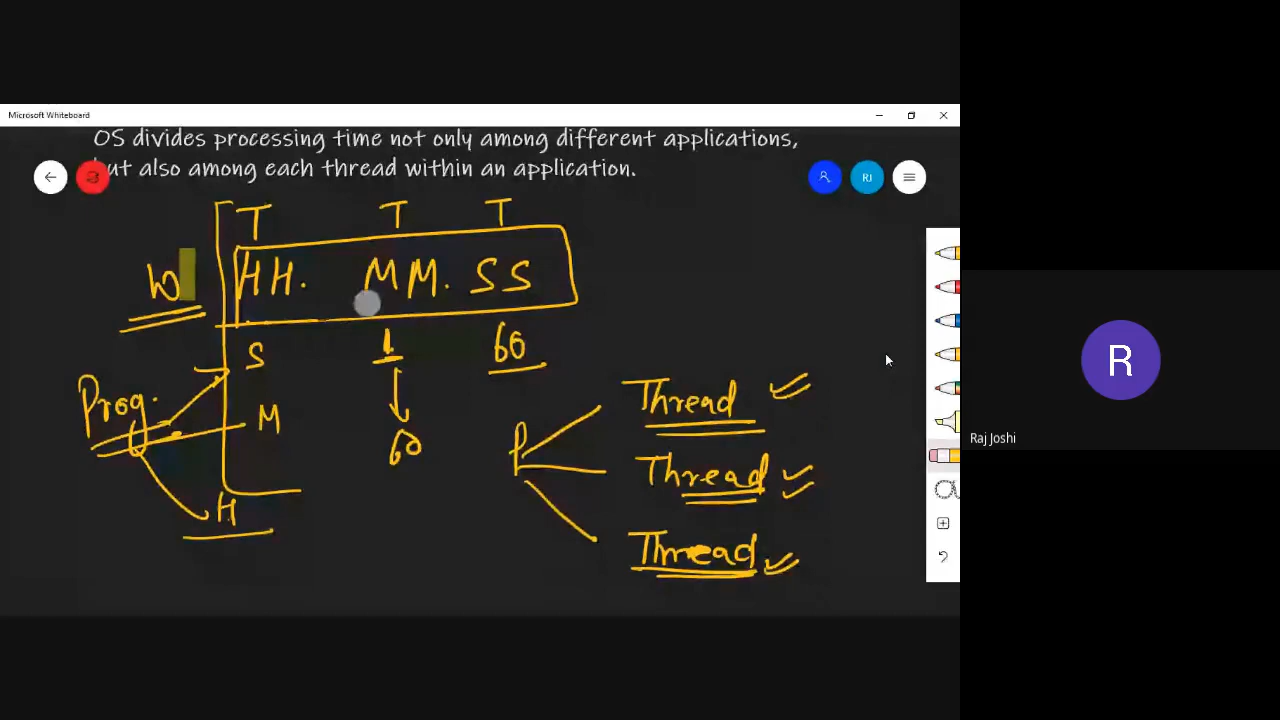 Microsoft Whiteboard
OS divides processing time not only among different applications,
but also among each thread within an application.
RJ
T T T
W HH. MM. SS
S 1 60
Prog.
M
60
H
P
Thread
Thread
Thread
R
Raj Joshi